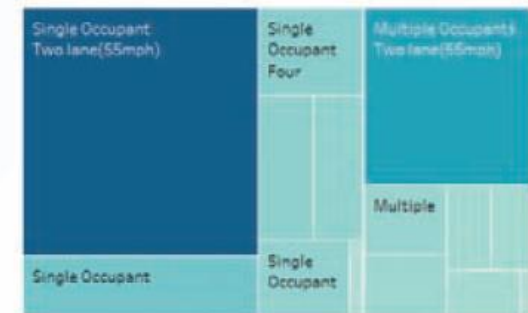 Single Occupant
Two lane(55mph)
Single
Occupant
Four
Multiple Occupants
Two lane(55mph)
Multiple
Single Occupant
Single
Occupant